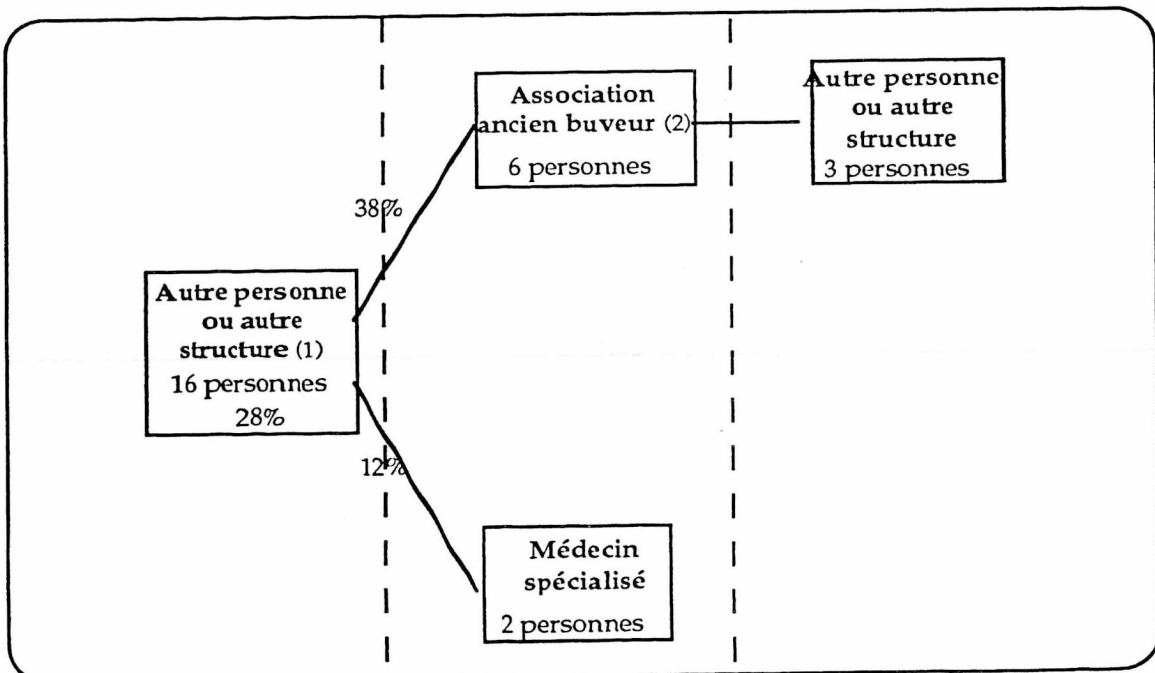 Association
ancien buveur (2)
6 personnes
Autre personne
ou autre
structure
3 personnes
38%
Autre personne
ou autre
structure (1)
16 personnes
28%
12%
Médecin
spécialisé
2 personnes